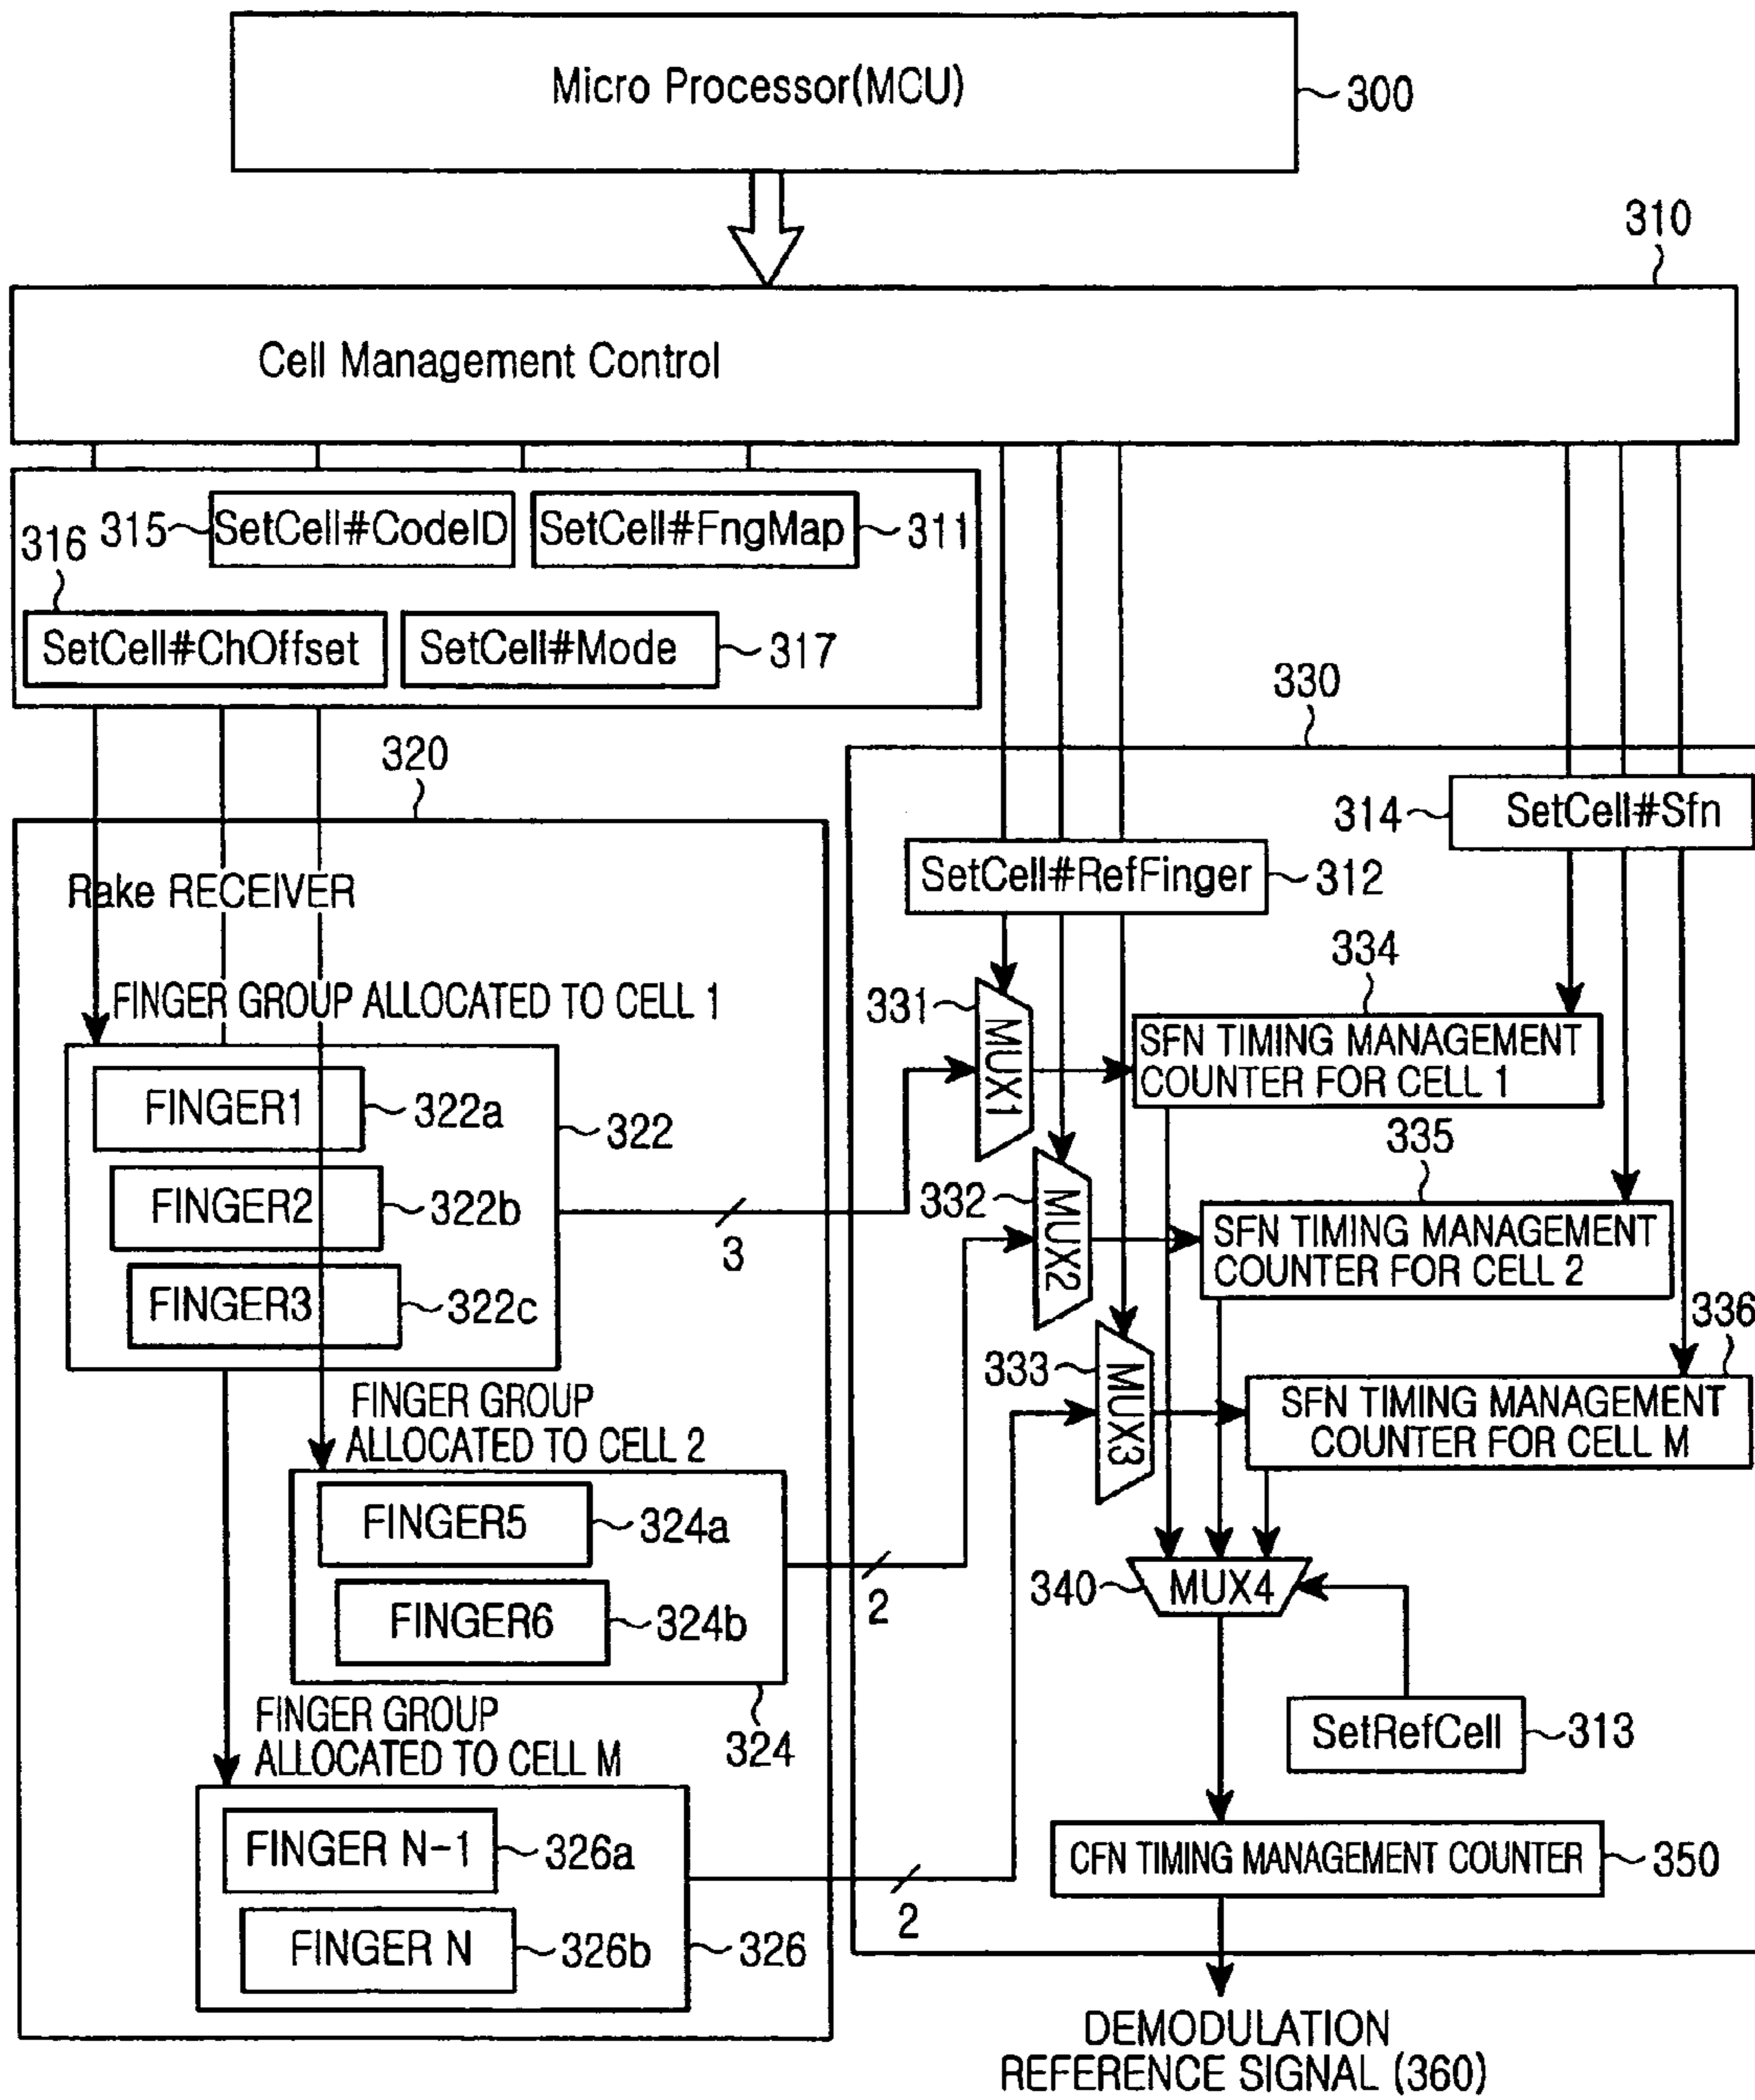 Micro Processor(MCU)
300
310
Cell Management Control
316
315
SetCell#CodeID
SetCell#FngMap
311
SetCell#ChOffset
SetCell#Mode
317
330
320
314
SetCell#Sfn
Rake RECEIVER
SetCell#RefFinger
312
334
FINGER GROUP ALLOCATED TO CELL 1
331
MUX1
SFN TIMING MANAGEMENT
COUNTER FOR CELL 1
FINGER1
322a
322
335
FINGER2
322b
3
332
MUX2
SFN TIMING MANAGEMENT
COUNTER FOR CELL 2
FINGER3
322c
336
333
MUX3
FINGER GROUP
ALLOCATED TO CELL 2
SFN TIMING MANAGEMENT
COUNTER FOR CELL M
FINGER5
324a
2
340
MUX4
FINGER6
324b
324
FINGER GROUP
ALLOCATED TO CELL M
SetRefCell
313
FINGER N-1
326a
2
CFN TIMING MANAGEMENT COUNTER
350
FINGER N
326b
326
DEMODULATION
REFERENCE SIGNAL (360)